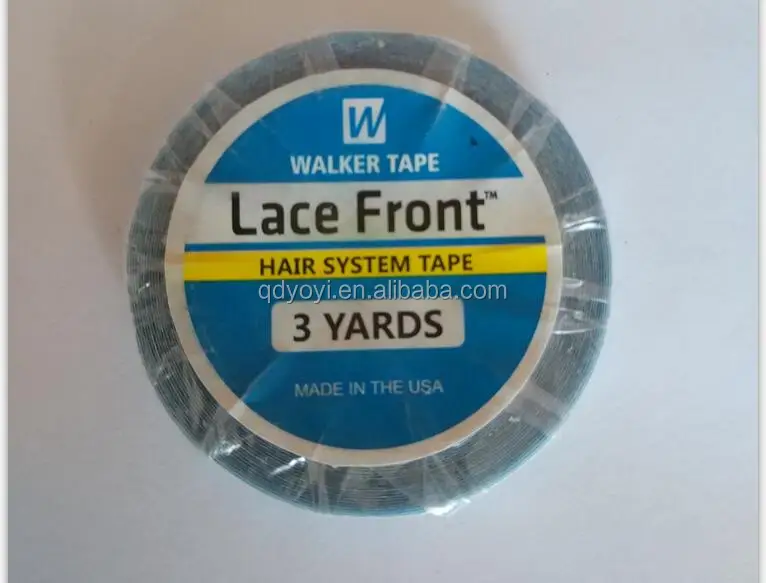 W
WALKER TAPE
Lace Front™
HAIR SYSTEM TAPE
qdyoyi.en.alibaba.com
3 YARDS
MADE IN THE USA